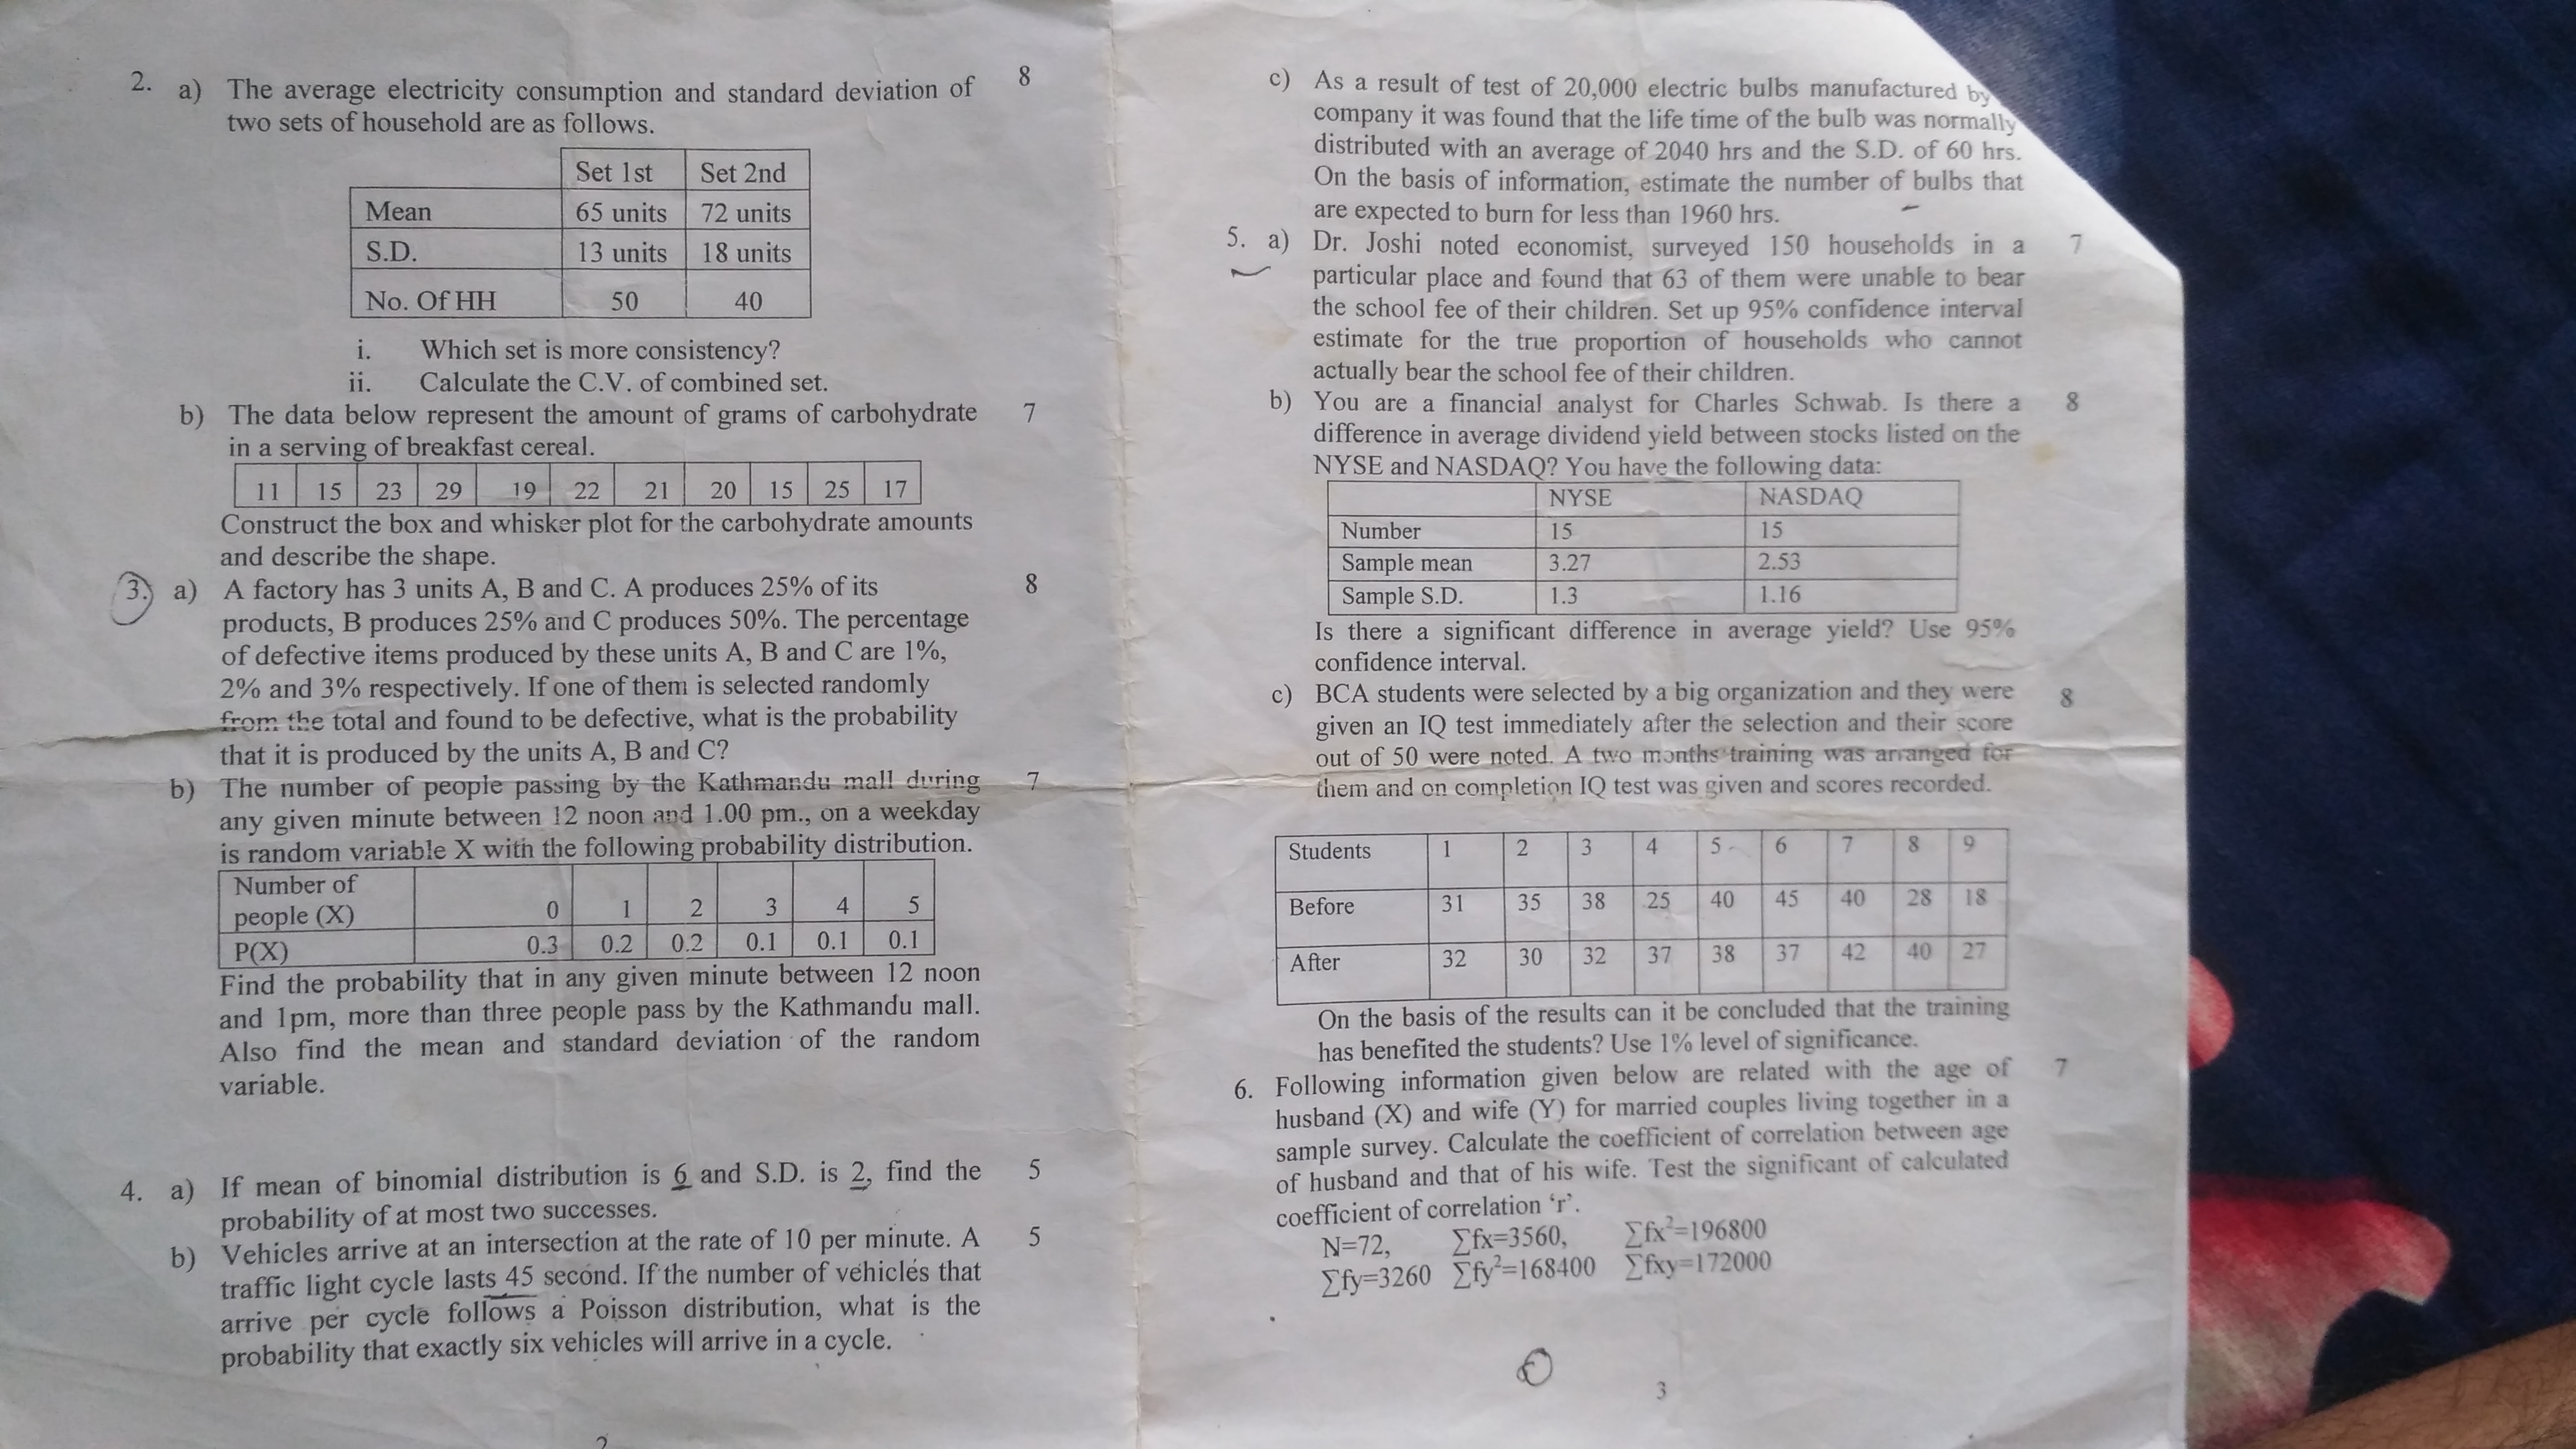 2. a) The average electricity consumption and standard deviation of 8
two sets of household are as follows.
Set 1st Set 2nd
Mean 65 units 72 units
S.D. 13 units 18 units
No. Of HH 50 40
i. Which set is more consistency?
ii. Calculate the C.V. of combined set.
b) The data below represent the amount of grams of carbohydrate 7
in a serving of breakfast cereal.
11 15 23 29 19 22 21 20 15 25 17
Construct the box and whisker plot for the carbohydrate amounts
and describe the shape.
3. a) A factory has 3 units A, B and C. A produces 25% of its 8
products, B produces 25% and C produces 50%. The percentage
of defective items produced by these units A, B and C are 1%,
2% and 3% respectively. If one of them is selected randomly
from the total and found to be defective, what is the probability
that it is produced by the units A, B and C?
b) The number of people passing by the Kathmandu mall during 7
any given minute between 12 noon and 1.00 pm., on a weekday
is random variable X with the following probability distribution.
Number of
people (X) 0 1 2 3 4 5
P(X) 0.3 0.2 0.2 0.1 0.1 0.1
Find the probability that in any given minute between 12 noon
and 1pm, more than three people pass by the Kathmandu mall.
Also find the mean and standard deviation of the random
variable.
4. a) If mean of binomial distribution is 6 and S.D. is 2, find the 5
probability of at most two successes.
b) Vehicles arrive at an intersection at the rate of 10 per minute. A 5
traffic light cycle lasts 45 second. If the number of vehicles that
arrive per cycle follows a Poisson distribution, what is the
probability that exactly six vehicles will arrive in a cycle.
c) As a result of test of 20,000 electric bulbs manufactured by
company it was found that the life time of the bulb was normally
distributed with an average of 2040 hrs and the S.D. of 60 hrs.
On the basis of information, estimate the number of bulbs that
are expected to burn for less than 1960 hrs.
5. a) Dr. Joshi noted economist, surveyed 150 households in a 7
particular place and found that 63 of them were unable to bear
the school fee of their children. Set up 95% confidence interval
estimate for the true proportion of households who cannot
actually bear the school fee of their children.
b) You are a financial analyst for Charles Schwab. Is there a 8
difference in average dividend yield between stocks listed on the
NYSE and NASDAQ? You have the following data:
NYSE NASDAQ
Number 15 15
Sample mean 3.27 2.53
Sample S.D. 1.3 1.16
Is there a significant difference in average yield? Use 95%
confidence interval.
c) BCA students were selected by a big organization and they were 8
given an IQ test immediately after the selection and their score
out of 50 were noted. A two months training was arranged for
them and on completion IQ test was given and scores recorded.
Students 1 2 3 4 5 6 7 8 9
Before 31 35 38 25 40 45 40 28 18
After 32 30 32 37 38 37 42 40 27
On the basis of the results can it be concluded that the training
has benefited the students? Use 1% level of significance.
6. Following information given below are related with the age of 7
husband (X) and wife (Y) for married couples living together in a
sample survey. Calculate the coefficient of correlation between age
of husband and that of his wife. Test the significant of calculated
coefficient of correlation ‘r’.
N=72, ∑fx=3560, ∑fx²=196800
∑fy=3260 ∑fy²=168400 ∑fxy=172000
3